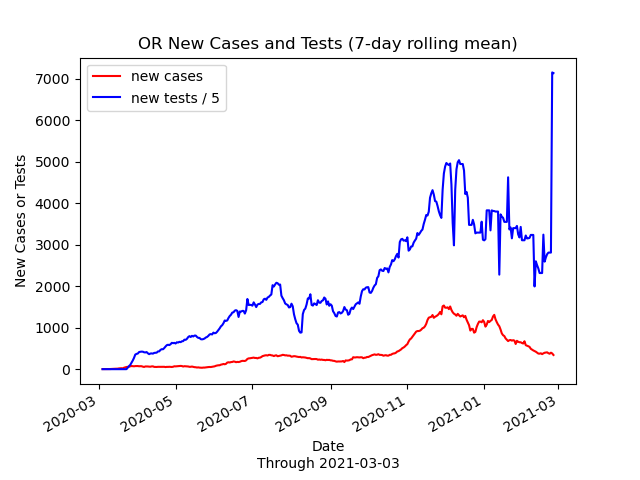 OR New Cases and Tests (7-day rolling mean)
new cases
new tests / 5
7000
6000
5000
4000
3000
2000
1000
0
New Cases or Tests
2020-03
2020-05
2020-07
2020-09
2020-11
2021-01
2021-03
Date
Through 2021-03-03